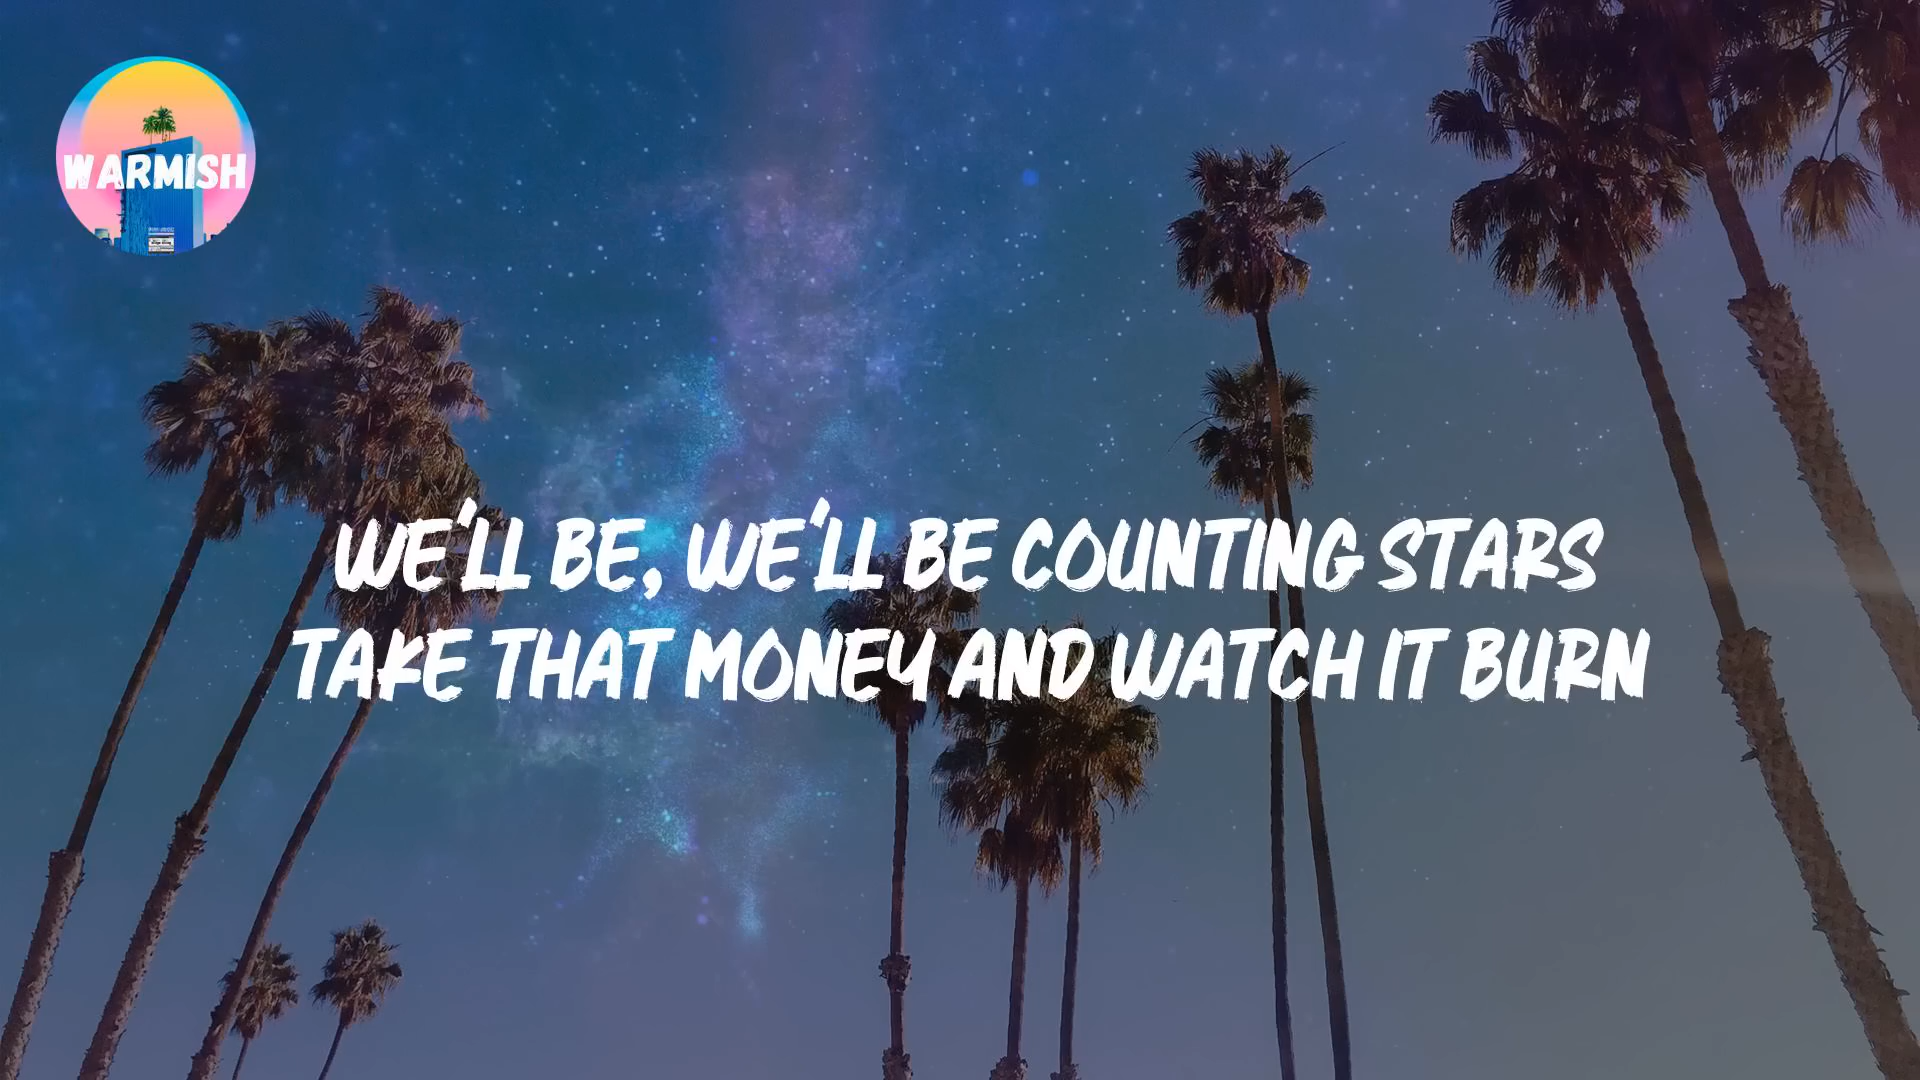 WARMISH
WE'LL BE, WE'LL BE COUNTING STARS
TAKE THAT MONEY AND WATCH IT BURN